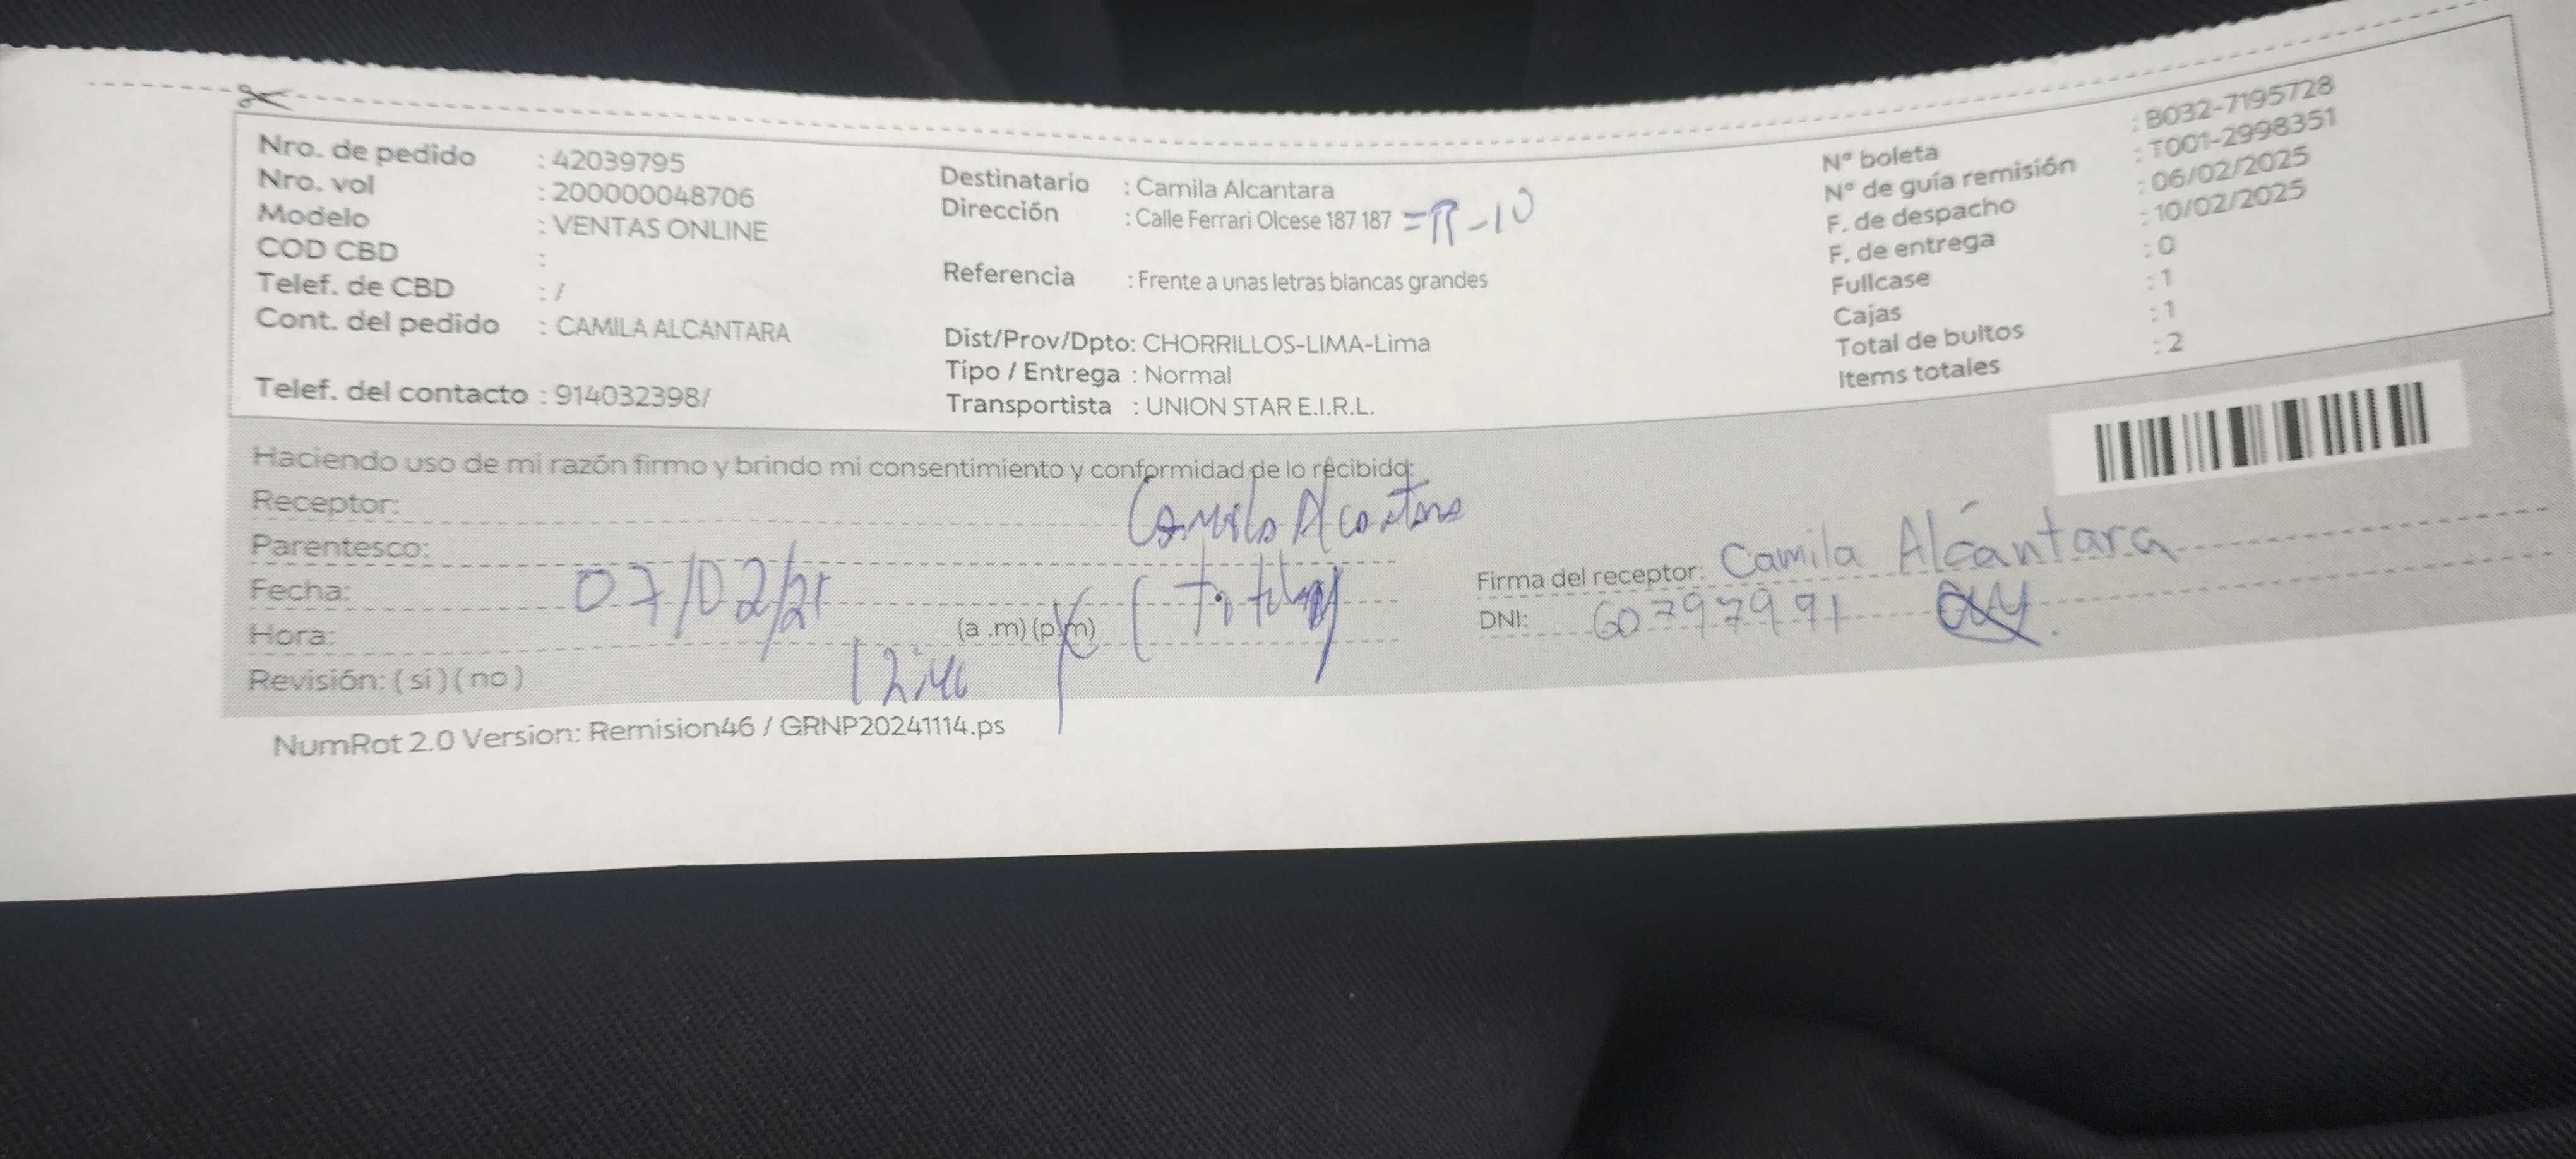 Nro. de pedido : 42039795
Nro. vol : 200000048706
Modelo : VENTAS ONLINE
COD CBD :
Telef. de CBD : /
Cont. del pedido : CAMILA ALCANTARA
Telef. del contacto : 914032398/
Destinatario : Camila Alcantara
Dirección : Calle Ferrari Olcese 187 187
Referencia : Frente a unas letras blancas grandes
Dist/Prov/Dpto: CHORRILLOS-LIMA-Lima
Tipo / Entrega : Normal
Transportista : UNION STAR E.I.R.L.
N° boleta : B032-7195728
N° de guía remisión : T001-2998351
F. de despacho : 06/02/2025
F. de entrega : 10/02/2025
Fullcase : 0
Cajas : 1
Total de bultos : 1
Items totales : 2
Haciendo uso de mi razón firmo y brindo mi consentimiento y conformidad de lo recibido:
Receptor: Camila Alcantara
Parentesco:
Fecha: 07/02/25
Hora: (a .m) (p.m)
Revisión: ( si ) ( no )
Firma del receptor: Camila Alcántara
DNI: 60797991
NumRot 2.0 Version: Remision46 / GRNP20241114.ps